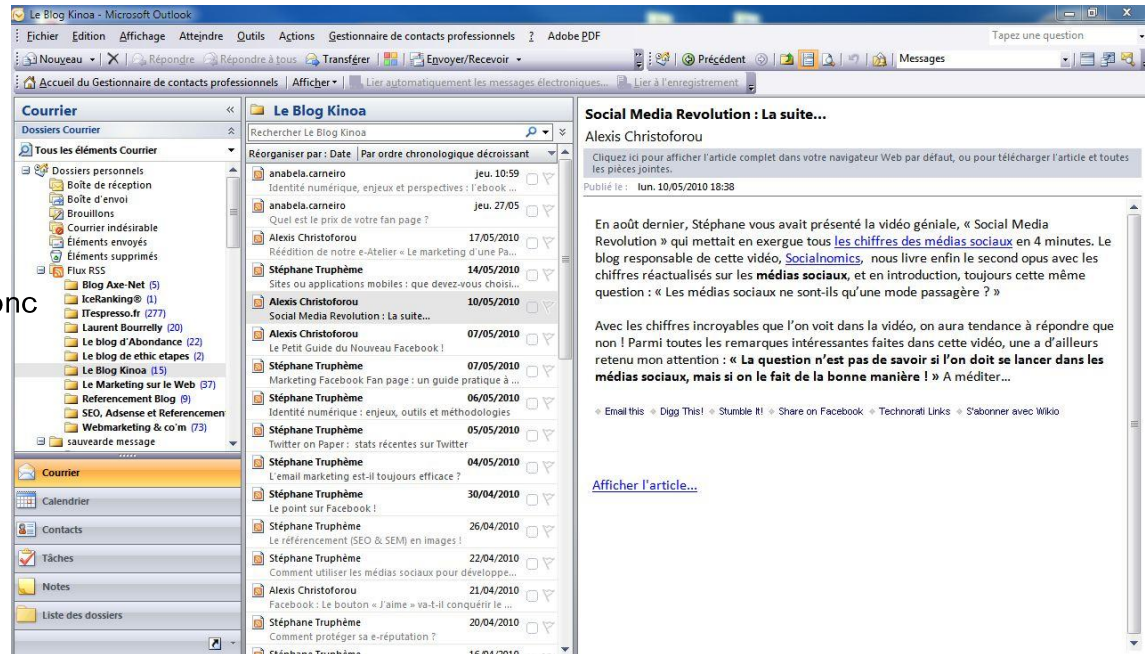 Le Blog Kinoa - Microsoft Outlook
Fichier Edition Affichage Atteindre Outils Actions Gestionnaire de contacts professionnels ? Adobe PDF
Tapez une question
Nouveau Répondre Répondre à tous Transférer Envoyer/Recevoir
Précédent Messages
Accueil du Gestionnaire de contacts professionnels Afficher Lier automatiquement les messages électroniques... Lier à l'enregistrement
onc
Courrier
Dossiers Courrier
Tous les éléments Courrier
Dossiers personnels
Boîte de réception
Boîte d'envoi
Brouillons
Courrier indésirable
Éléments envoyés
Éléments supprimés
Flux RSS
Blog Axe-Net (5)
IceRanking® (1)
ITespresso.fr (277)
Laurent Bourrelly (20)
Le blog d'Abondance (22)
Le blog de ethic etapes (2)
Le Blog Kinoa (15)
Le Marketing sur le Web (37)
Referencement Blog (9)
SEO, Adsense et Referencemen
Webmarketing & co'm (73)
sauvearde message
Courrier
Calendrier
Contacts
Tâches
Notes
Liste des dossiers
Le Blog Kinoa
Rechercher Le Blog Kinoa
Réorganiser par : Date Par ordre chronologique décroissant
anabela.carneiro jeu. 10:59
Identité numérique, enjeux et perspectives : l'ebook ...
anabela.carneiro jeu. 27/05
Quel est le prix de votre fan page ?
Alexis Christoforou 17/05/2010
Réédition de notre e-Atelier « Le marketing d'une Pa...
Stéphane Truphème 14/05/2010
Sites ou applications mobiles : que devez-vous choisi...
Alexis Christoforou 10/05/2010
Social Media Revolution : La suite...
Alexis Christoforou 07/05/2010
Le Petit Guide du Nouveau Facebook !
Stéphane Truphème 07/05/2010
Marketing Facebook Fan page : un guide pratique à ...
Stéphane Truphème 06/05/2010
Identité numérique : enjeux, outils et méthodologies
Stéphane Truphème 05/05/2010
Twitter on Paper : stats récentes sur Twitter
Stéphane Truphème 04/05/2010
L'email marketing est-il toujours efficace ?
Stéphane Truphème 30/04/2010
Le point sur Facebook !
Stéphane Truphème 26/04/2010
Le référencement (SEO & SEM) en images !
Stéphane Truphème 22/04/2010
Comment utiliser les médias sociaux pour développe...
Alexis Christoforou 21/04/2010
Facebook : Le bouton « J'aime » va-t-il conquérir le ...
Stéphane Truphème 20/04/2010
Comment protéger sa e-réputation ?
Stéphane Truphème 16/04/2010
Social Media Revolution : La suite...
Alexis Christoforou
Cliquez ici pour afficher l'article complet dans votre navigateur Web par défaut, ou pour télécharger l'article et toutes
les pièces jointes.
Publié le : lun. 10/05/2010 18:38
En août dernier, Stéphane vous avait présenté la vidéo géniale, « Social Media
Revolution » qui mettait en exergue tous les chiffres des médias sociaux en 4 minutes. Le
blog responsable de cette vidéo, Socialnomics, nous livre enfin le second opus avec les
chiffres réactualisés sur les médias sociaux, et en introduction, toujours cette même
question : « Les médias sociaux ne sont-ils qu'une mode passagère ? »
Avec les chiffres incroyables que l'on voit dans la vidéo, on aura tendance à répondre que
non ! Parmi toutes les remarques intéressantes faites dans cette vidéo, une a d'ailleurs
retenu mon attention : « La question n'est pas de savoir si l'on doit se lancer dans les
médias sociaux, mais si on le fait de la bonne manière ! » A méditer...
Email this Digg This! Stumble It! Share on Facebook Technorati Links S'abonner avec Wikio
Afficher l'article...